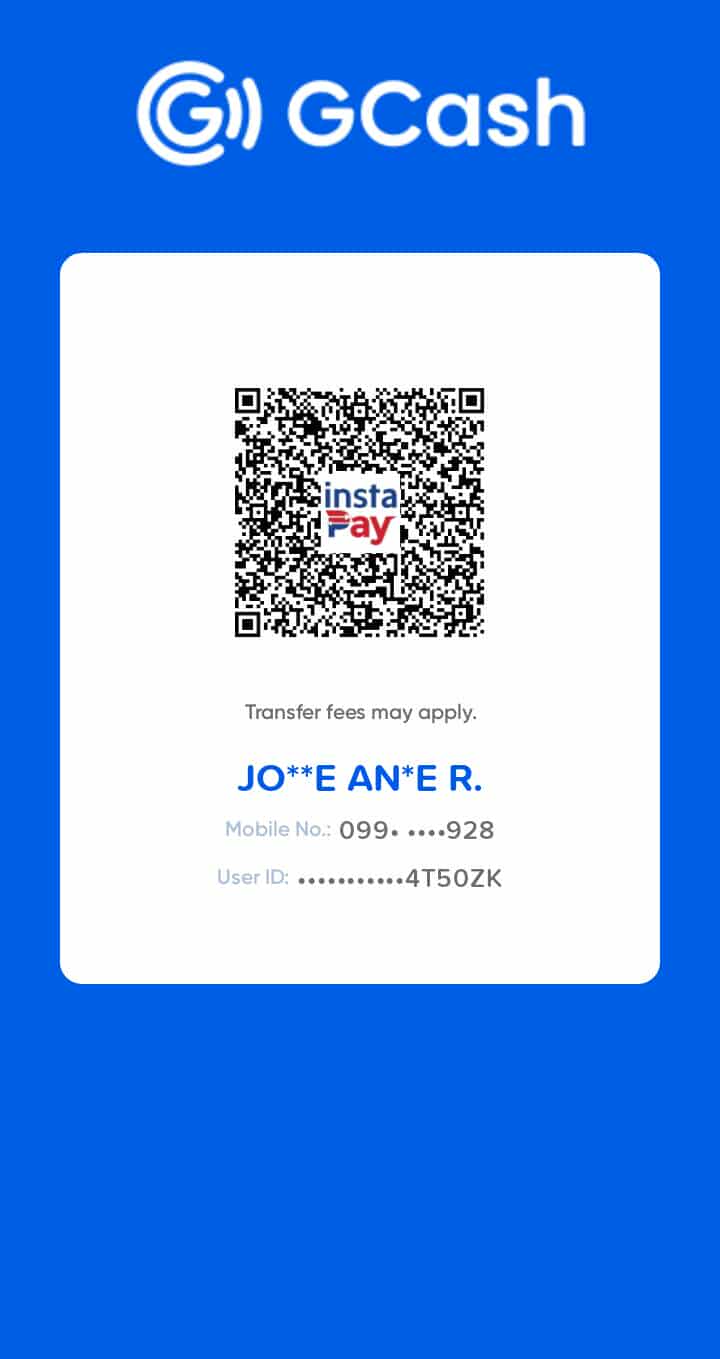 GCash
insta
Pay
Transfer fees may apply.
JO**E AN*E R.
Mobile No.: 099• ••••928
User ID: •••••••••••4T50ZK